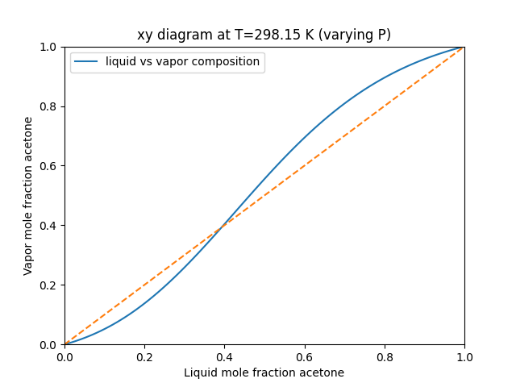 xy diagram at T=298.15 K (varying P)
liquid vs vapor composition
Vapor mole fraction acetone
1.0
0.8
0.6
0.4
0.2
0.0
0.0 0.2 0.4 0.6 0.8 1.0
Liquid mole fraction acetone